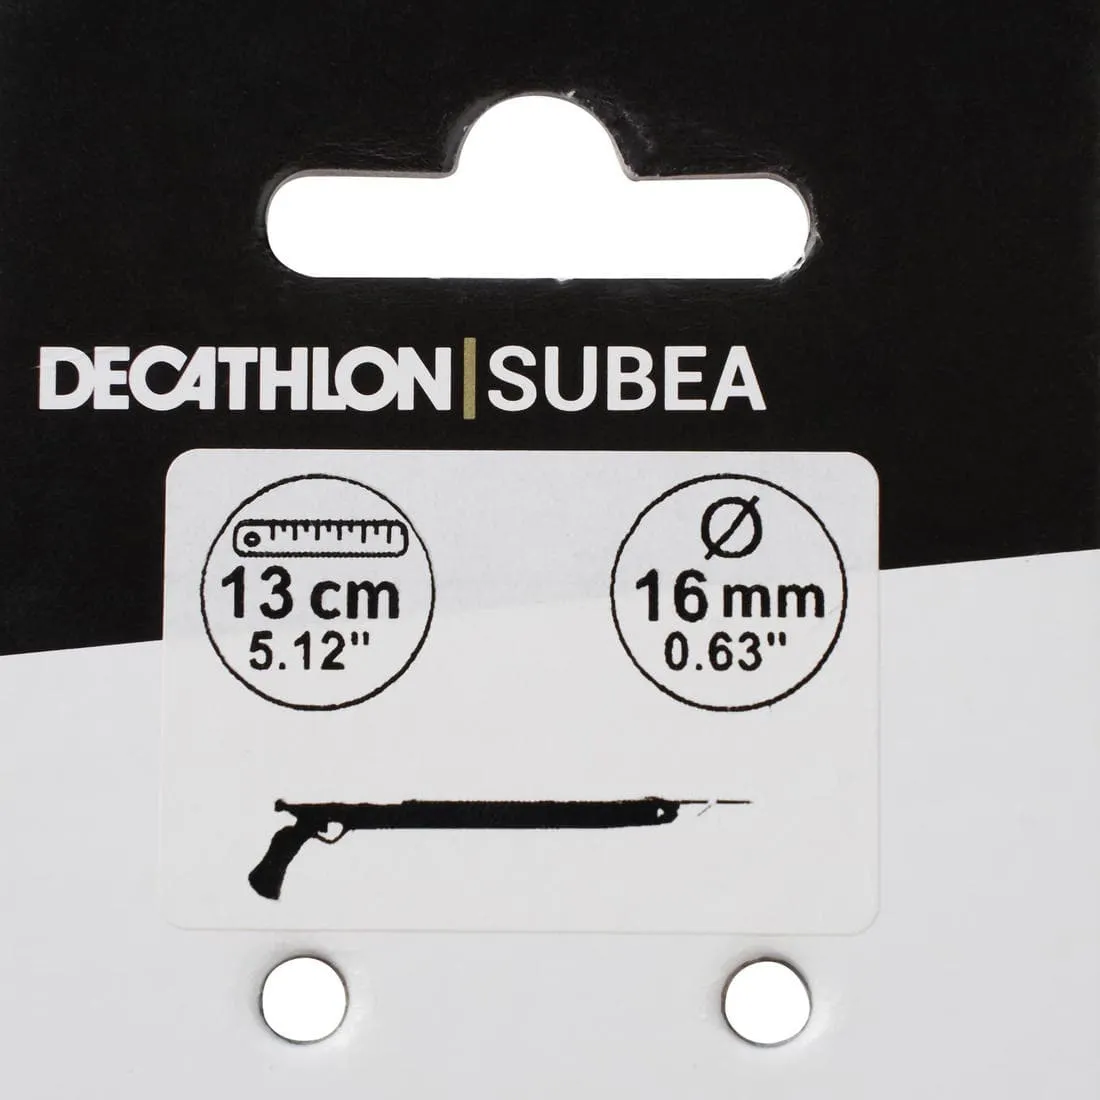 DECATHLON | SUBEA
13 cm
5.12"
Ø
16 mm
0.63"